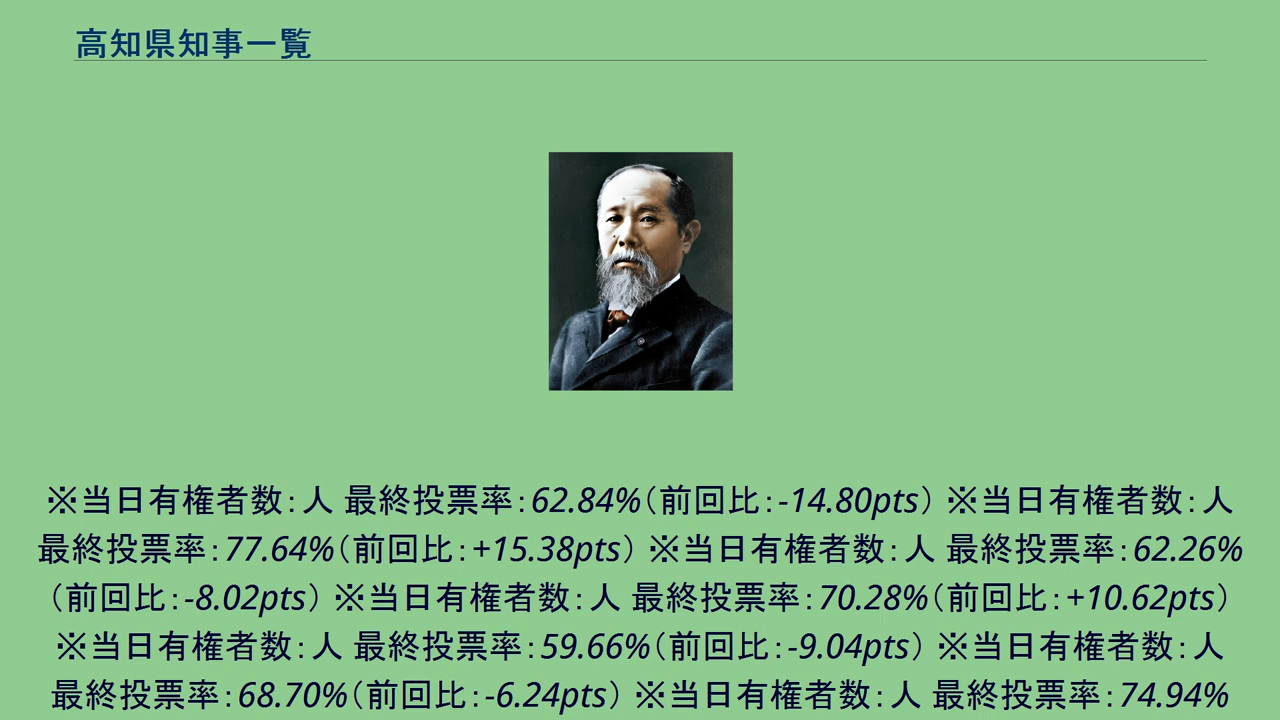 高知県知事一覧
※当日有権者数：人 最終投票率：62.84%（前回比：-14.80pts） ※当日有権者数：人
最終投票率：77.64%（前回比：+15.38pts） ※当日有権者数：人 最終投票率：62.26%
（前回比：-8.02pts） ※当日有権者数：人 最終投票率：70.28%（前回比：+10.62pts）
※当日有権者数：人 最終投票率：59.66%（前回比：-9.04pts） ※当日有権者数：人
最終投票率：68.70%（前回比：-6.24pts） ※当日有権者数：人 最終投票率：74.94%